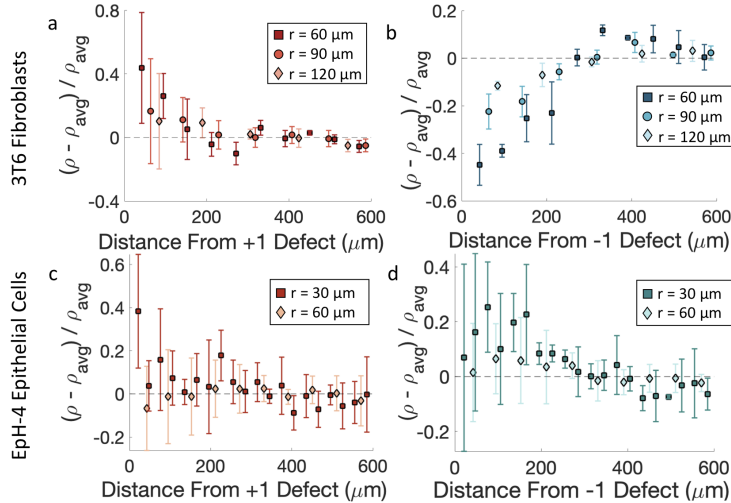 a
3T6 Fibroblasts
(ρ - ρavg) / ρavg
0.8
0.4
0
-0.4
r = 60 μm
r = 90 μm
r = 120 μm
0 200 400 600
Distance From +1 Defect (μm)
b
(ρ - ρavg) / ρavg
0.2
0
-0.2
-0.4
-0.6
r = 60 μm
r = 90 μm
r = 120 μm
0 200 400 600
Distance From -1 Defect (μm)
c
EpH-4 Epithelial Cells
(ρ - ρavg) / ρavg
0.6
0.4
0.2
0
-0.2
r = 30 μm
r = 60 μm
0 200 400 600
Distance From +1 Defect (μm)
d
(ρ - ρavg) / ρavg
0.4
0.2
0
-0.2
r = 30 μm
r = 60 μm
0 200 400 600
Distance From -1 Defect (μm)